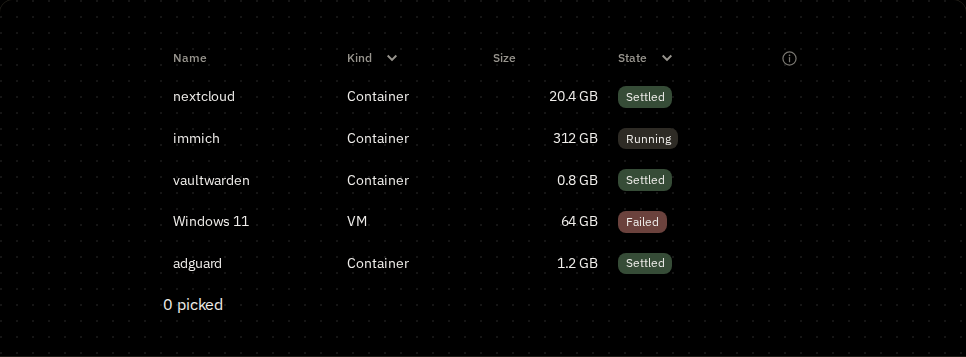 Name Kind Size State
nextcloud Container 20.4 GB Settled
immich Container 312 GB Running
vaultwarden Container 0.8 GB Settled
Windows 11 VM 64 GB Failed
adguard Container 1.2 GB Settled
0 picked